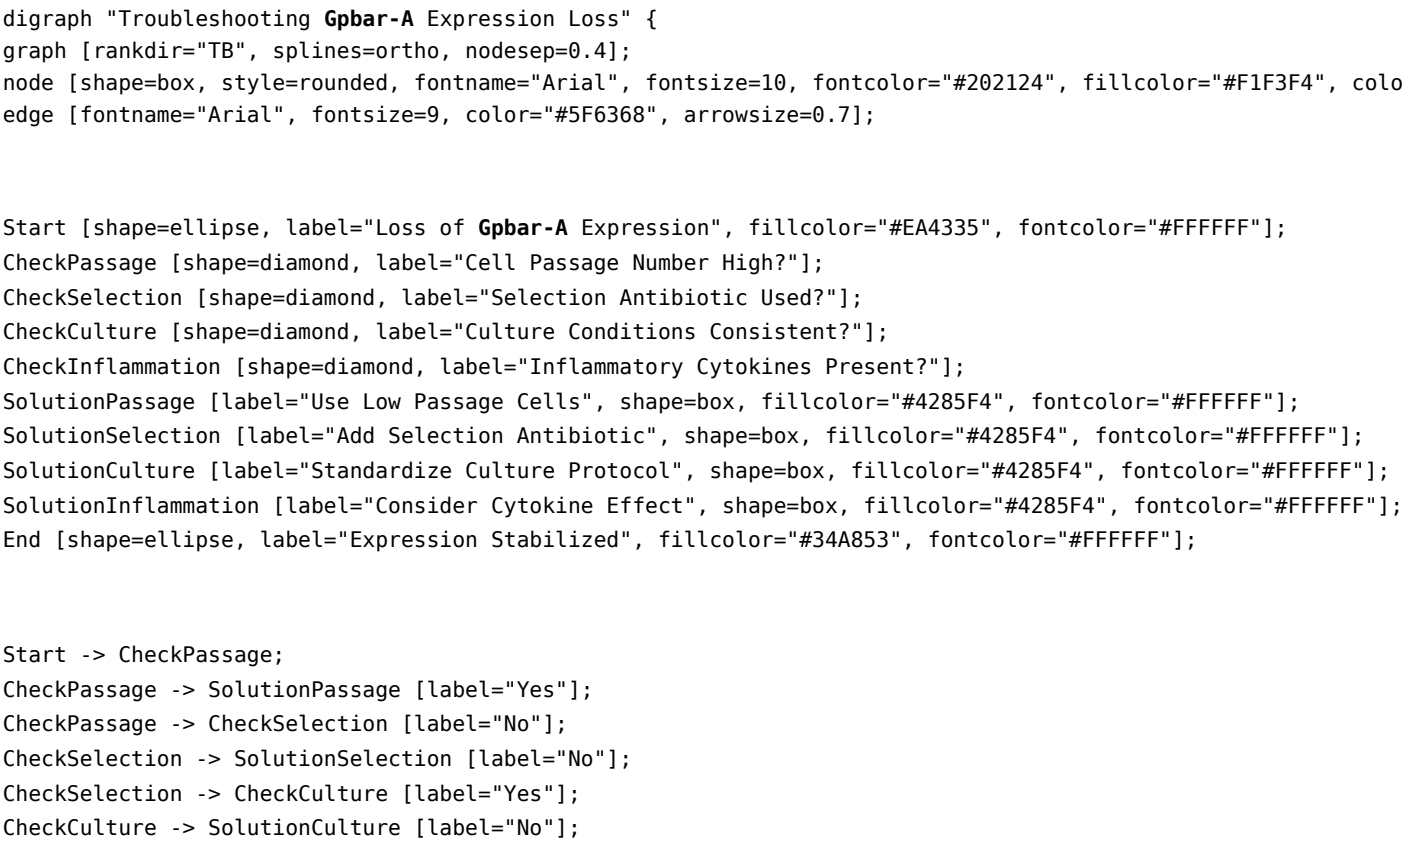 digraph "Troubleshooting Gpbar-A Expression Loss" {
graph [rankdir="TB", splines=ortho, nodesep=0.4];
node [shape=box, style=rounded, fontname="Arial", fontsize=10, fontcolor="#202124", fillcolor="#F1F3F4", colo
edge [fontname="Arial", fontsize=9, color="#5F6368", arrowsize=0.7];
Start [shape=ellipse, label="Loss of Gpbar-A Expression", fillcolor="#EA4335", fontcolor="#FFFFFF"];
CheckPassage [shape=diamond, label="Cell Passage Number High?"];
CheckSelection [shape=diamond, label="Selection Antibiotic Used?"];
CheckCulture [shape=diamond, label="Culture Conditions Consistent?"];
CheckInflammation [shape=diamond, label="Inflammatory Cytokines Present?"];
SolutionPassage [label="Use Low Passage Cells", shape=box, fillcolor="#4285F4", fontcolor="#FFFFFF"];
SolutionSelection [label="Add Selection Antibiotic", shape=box, fillcolor="#4285F4", fontcolor="#FFFFFF"];
SolutionCulture [label="Standardize Culture Protocol", shape=box, fillcolor="#4285F4", fontcolor="#FFFFFF"];
SolutionInflammation [label="Consider Cytokine Effect", shape=box, fillcolor="#4285F4", fontcolor="#FFFFFF"];
End [shape=ellipse, label="Expression Stabilized", fillcolor="#34A853", fontcolor="#FFFFFF"];
Start -> CheckPassage;
CheckPassage -> SolutionPassage [label="Yes"];
CheckPassage -> CheckSelection [label="No"];
CheckSelection -> SolutionSelection [label="No"];
CheckSelection -> CheckCulture [label="Yes"];
CheckCulture -> SolutionCulture [label="No"];